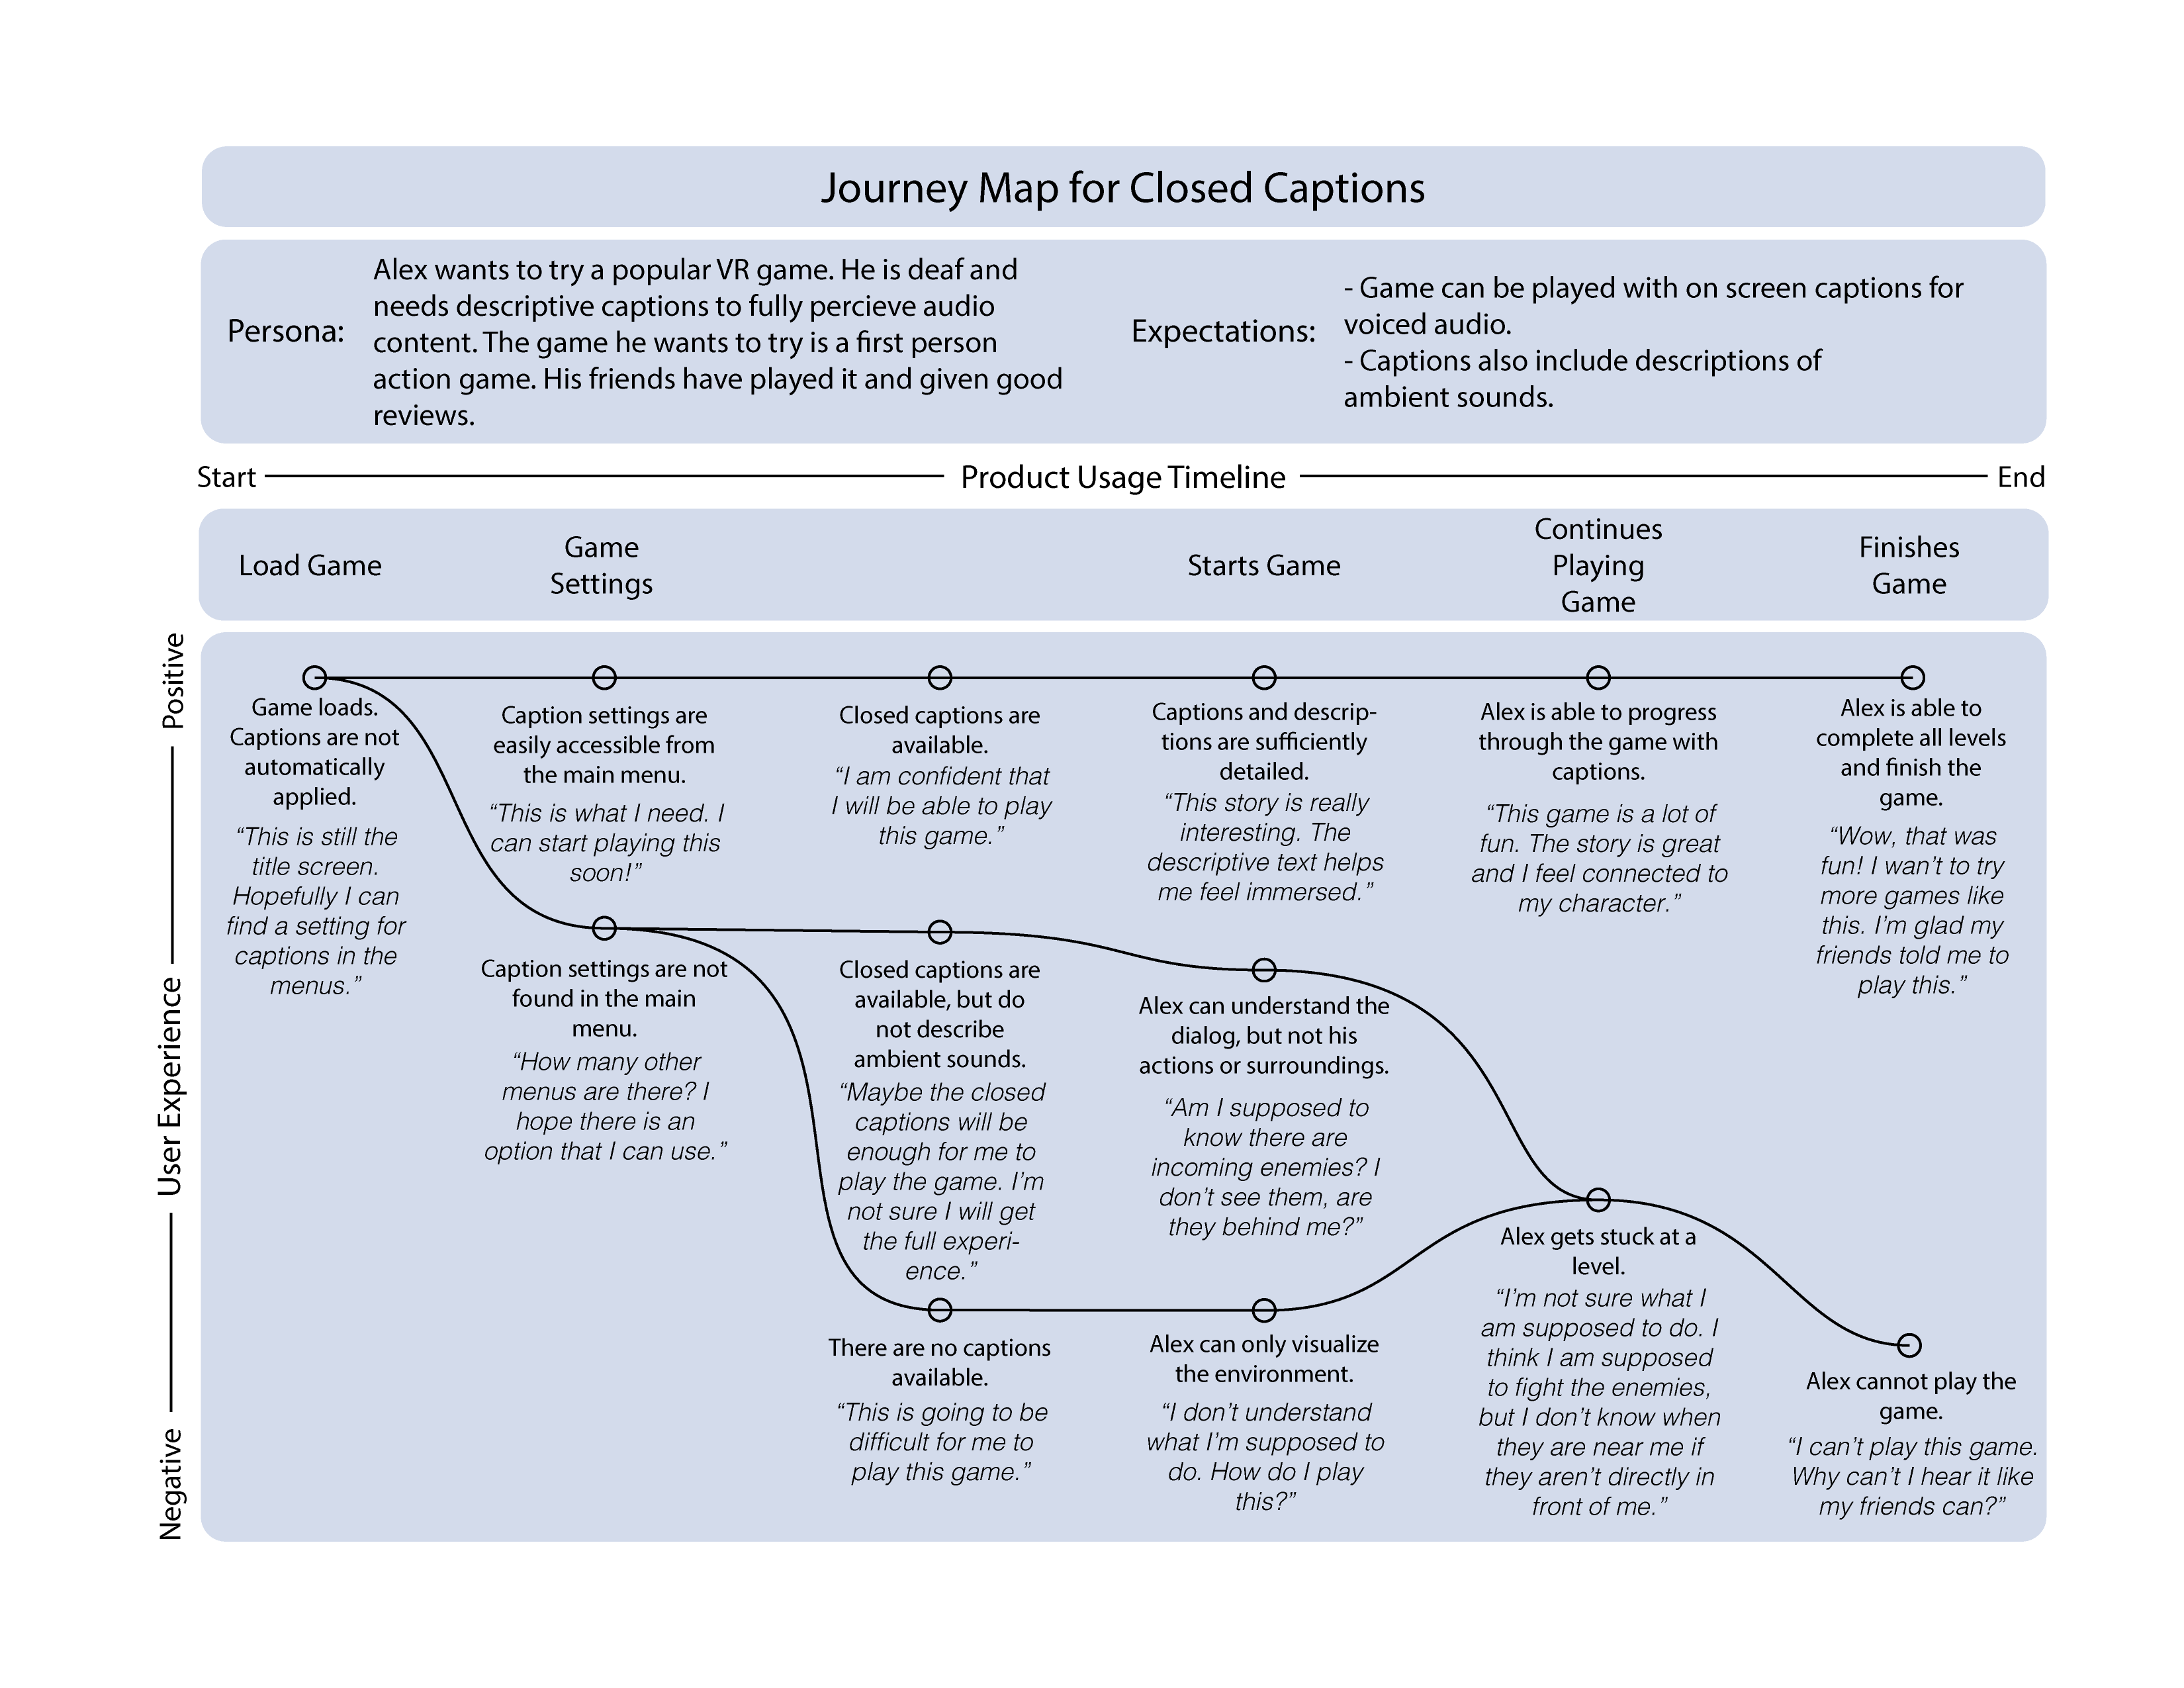 Journey Map for Closed Captions
Persona:
Alex wants to try a popular VR game. He is deaf and
needs descriptive captions to fully percieve audio
content. The game he wants to try is a first person
action game. His friends have played it and given good
reviews.
Expectations:
- Game can be played with on screen captions for
voiced audio.
- Captions also include descriptions of
ambient sounds.
Start
Product Usage Timeline
End
Load Game
Game
Settings
Starts Game
Continues
Playing
Game
Finishes
Game
Positive
User Experience
Negative
Game loads.
Captions are not
automatically
applied.
“This is still the
title screen.
Hopefully I can
find a setting for
captions in the
menus.”
Caption settings are
easily accessible from
the main menu.
“This is what I need. I
can start playing this
soon!”
Closed captions are
available.
“I am confident that
I will be able to play
this game.”
Captions and descrip-
tions are sufficiently
detailed.
“This story is really
interesting. The
descriptive text helps
me feel immersed.”
Alex is able to progress
through the game with
captions.
“This game is a lot of
fun. The story is great
and I feel connected to
my character.”
Alex is able to
complete all levels
and finish the
game.
“Wow, that was
fun! I wan’t to try
more games like
this. I’m glad my
friends told me to
play this.”
Caption settings are not
found in the main
menu.
“How many other
menus are there? I
hope there is an
option that I can use.”
Closed captions are
available, but do
not describe
ambient sounds.
“Maybe the closed
captions will be
enough for me to
play the game. I’m
not sure I will get
the full experi-
ence.”
Alex can understand the
dialog, but not his
actions or surroundings.
“Am I supposed to
know there are
incoming enemies? I
don’t see them, are
they behind me?”
There are no captions
available.
“This is going to be
difficult for me to
play this game.”
Alex can only visualize
the environment.
“I don’t understand
what I’m supposed to
do. How do I play
this?”
Alex gets stuck at a
level.
“I’m not sure what I
am supposed to do. I
think I am supposed
to fight the enemies,
but I don’t know when
they are near me if
they aren’t directly in
front of me.”
Alex cannot play the
game.
“I can’t play this game.
Why can’t I hear it like
my friends can?”